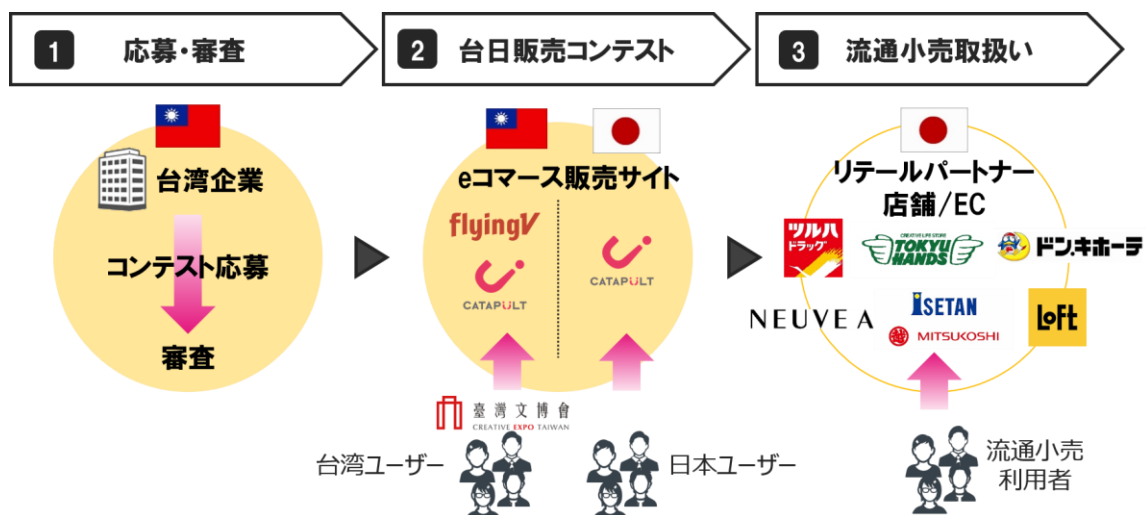 1 応募・審査
2 台日販売コンテスト
3 流通小売取扱い
台湾企業
コンテスト応募
審査
eコマース販売サイト
flyingV
CATAPULT
CATAPULT
臺灣文博會
CREATIVE EXPO TAIWAN
台湾ユーザー
日本ユーザー
リテールパートナー
店舗/EC
ツルハ
ドラッグ
CREATIVE LIFE STORE
TOKYU
HANDS
ドン.キホーテ
NEUVE A
ISETAN
MITSUKOSHI
LoFt
流通小売
利用者